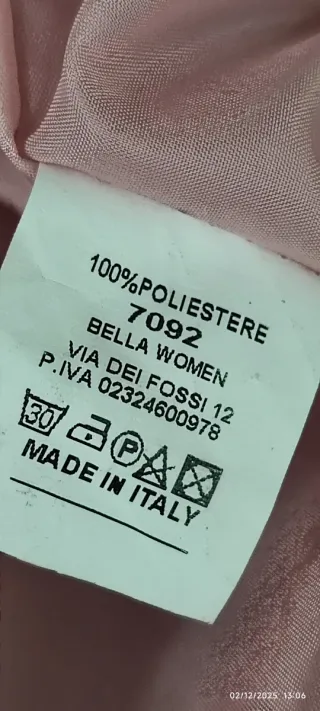 100%POLIESTERE
7092
BELLA WOMEN
VIA DEI FOSSI 12
P.IVA 02324600978
30 P
MADE IN ITALY
02/12/2025 13:06